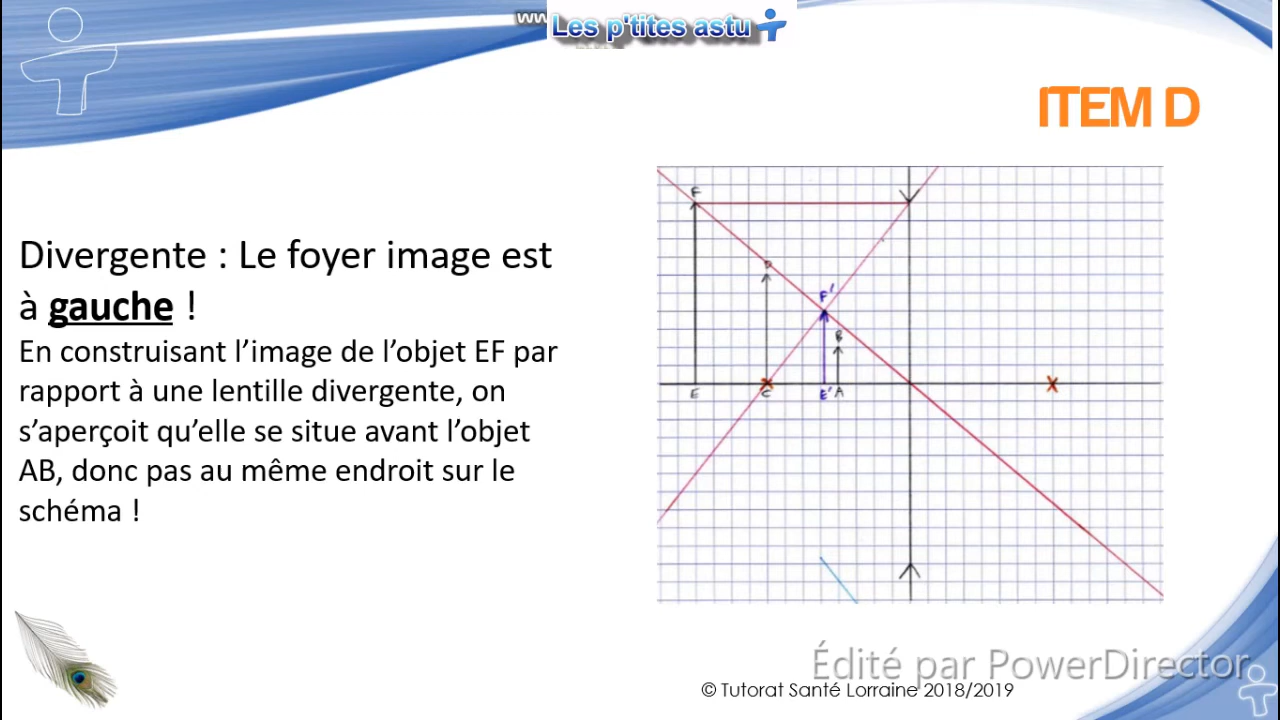 ww
Les p'tites astu
ITEM D
Divergente : Le foyer image est
à gauche !
En construisant l'image de l'objet EF par
rapport à une lentille divergente, on
s'aperçoit qu'elle se situe avant l'objet
AB, donc pas au même endroit sur le
schéma !
F
D
F'
B
E
C
E'
A
Édité par PowerDirector
© Tutorat Santé Lorraine 2018/2019